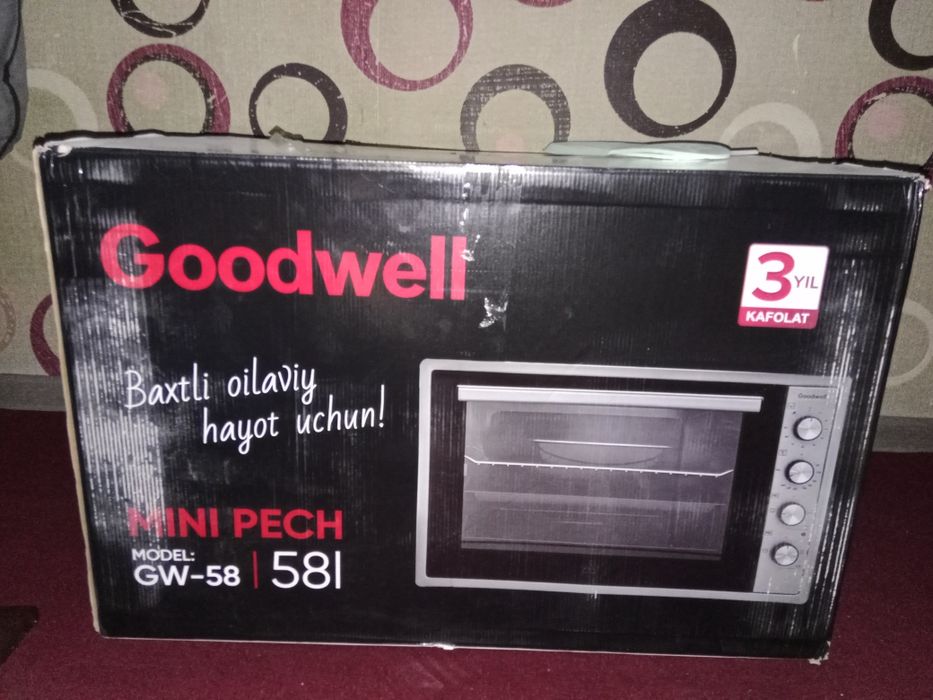 Goodwell
3 YIL
KAFOLAT
Baxtli oilaviy
hayot uchun!
Goodwell
MINI PECH
MODEL:
GW-58 | 58l